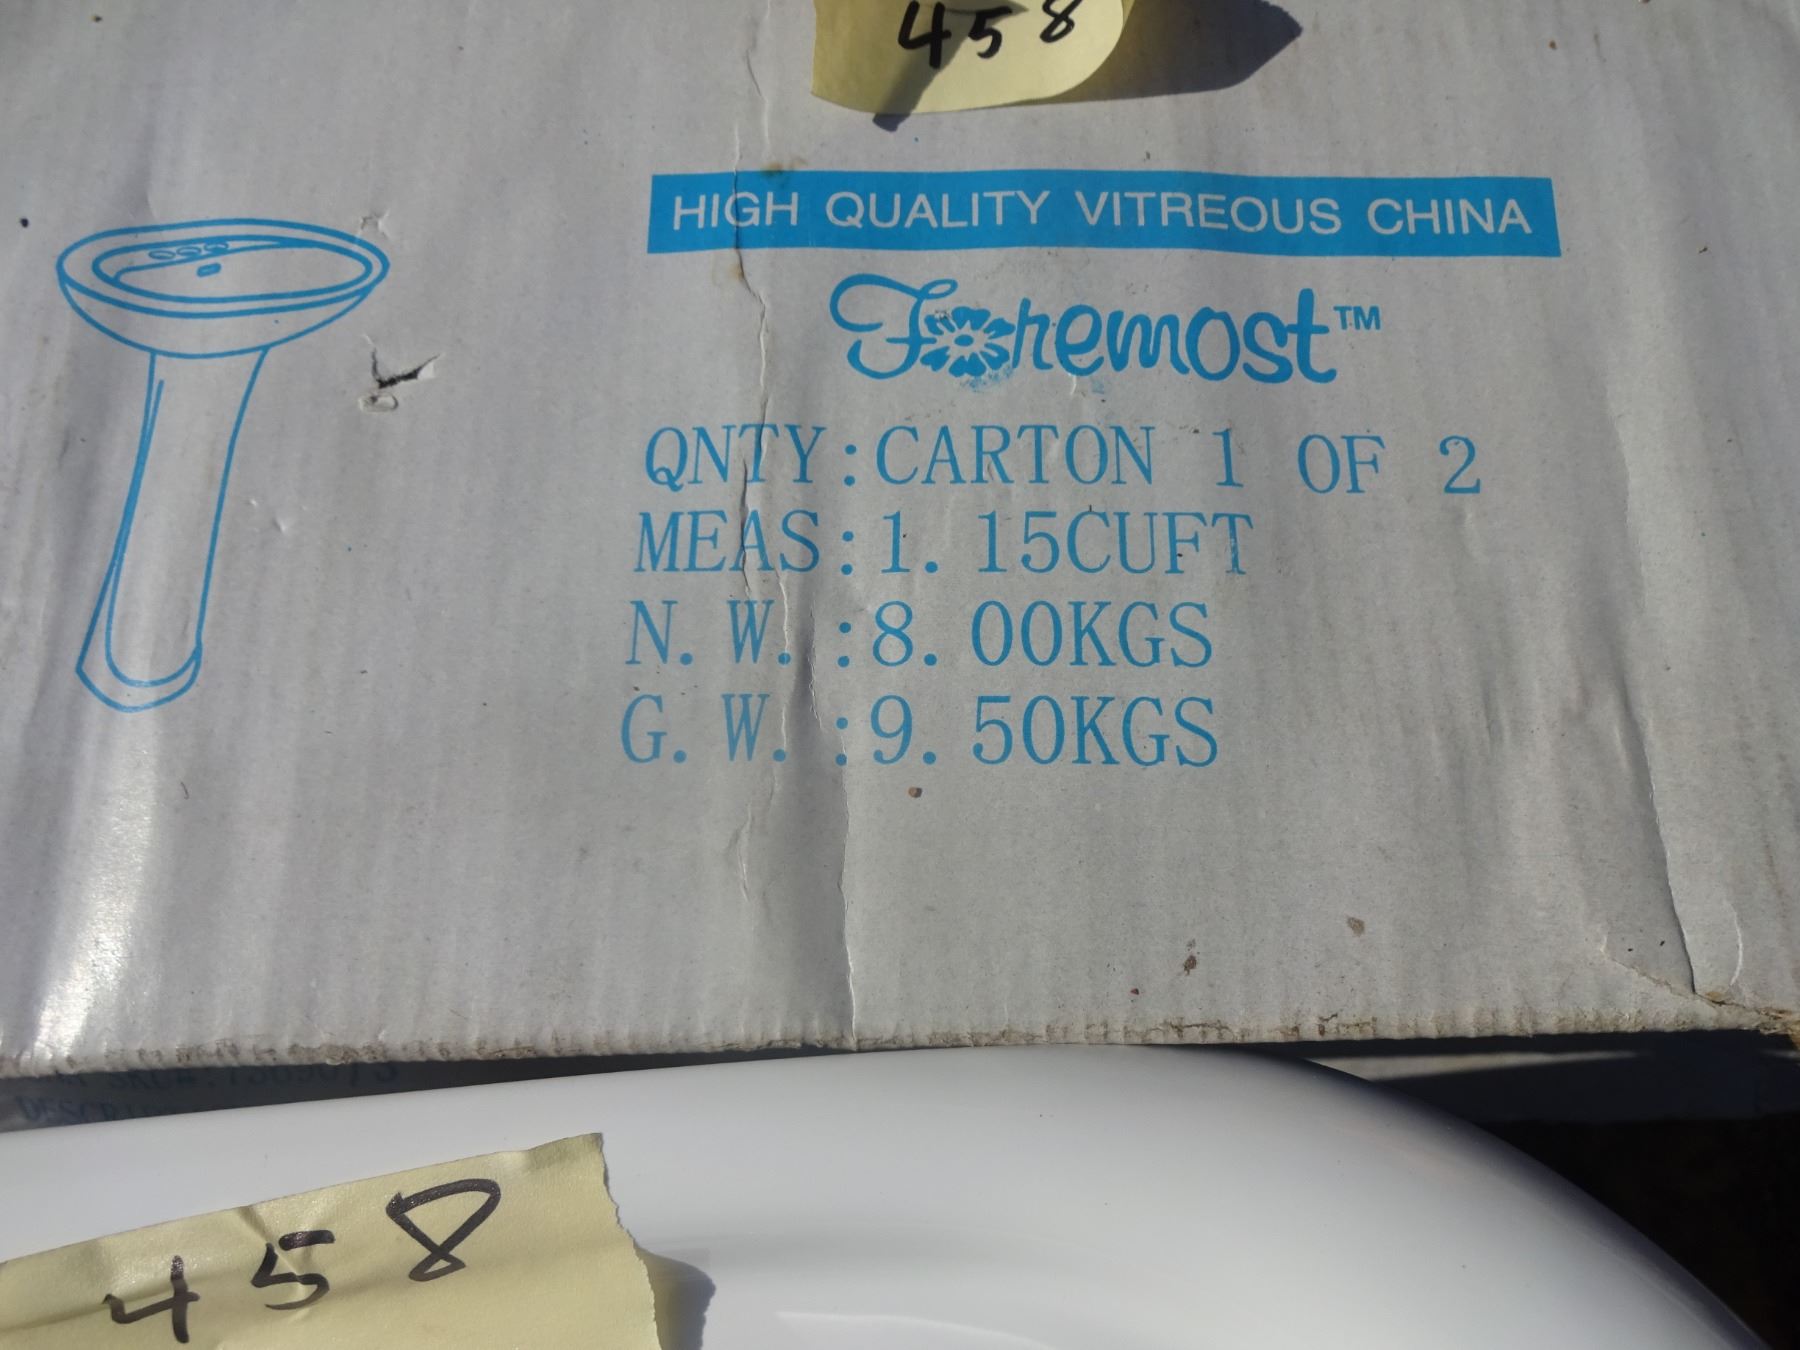 458
HIGH QUALITY VITREOUS CHINA
Foremost™
QNTY:CARTON 1 OF 2
MEAS:1.15CUFT
N.W.:8.00KGS
G.W.:9.50KGS
458